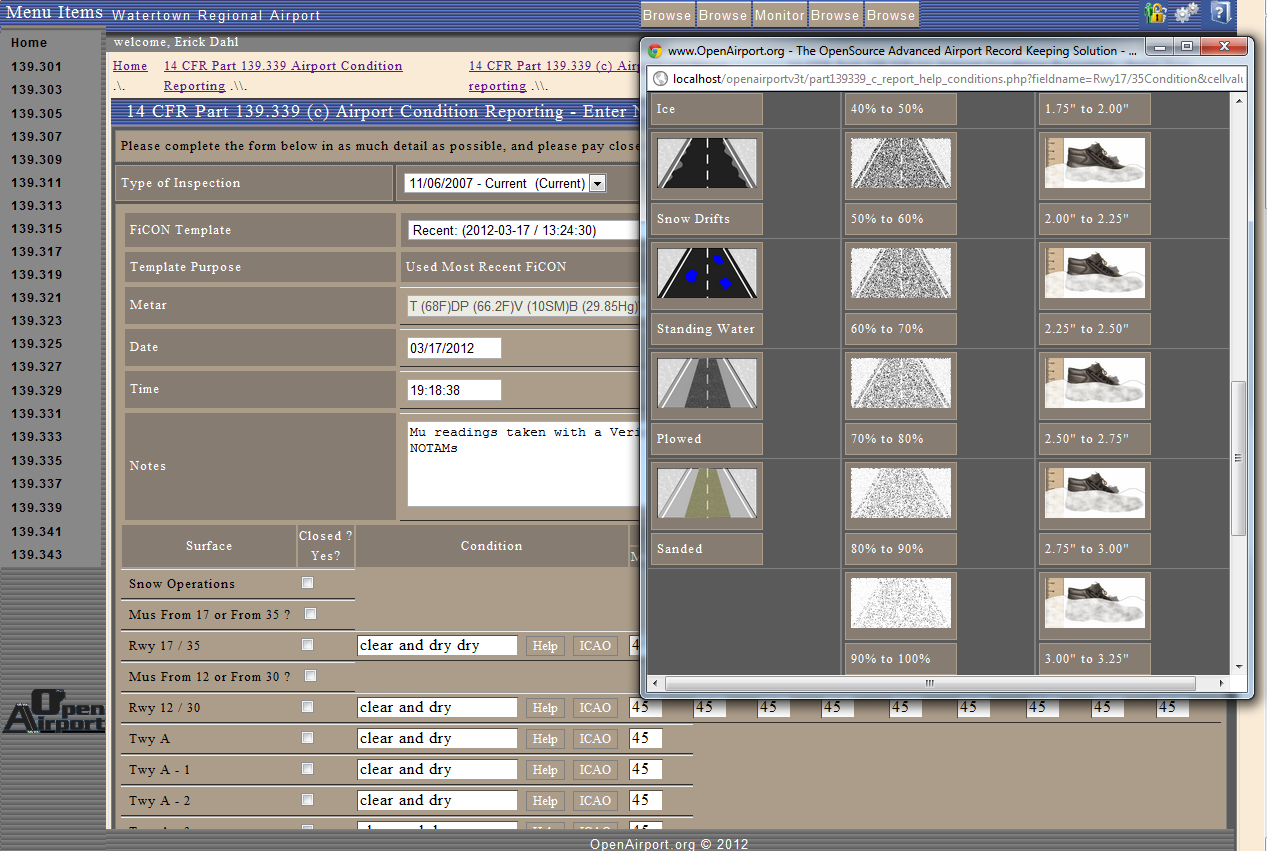 Menu Items Watertown Regional Airport Browse Browse Monitor Browse Browse
Home
139.301
139.303
139.305
139.307
139.309
139.311
139.313
139.315
139.317
139.319
139.321
139.323
139.325
139.327
139.329
139.331
139.333
139.335
139.337
139.339
139.341
139.343
Open
Airport
welcome, Erick Dahl
Home 14 CFR Part 139.339 Airport Condition 14 CFR Part 139.339 (c)
.\. Reporting .\\. reporting .\\.
14 CFR Part 139.339 (c) Airport Condition Reporting - Enter
Please complete the form below in as much detail as possible, and please pay
Type of Inspection 11/06/2007 - Current (Current)
FiCON Template Recent: (2012-03-17 / 13:24:30)
Template Purpose Used Most Recent FiCON
Metar T (68F)DP (66.2F)V (10SM)B (29.85Hg)
Date 03/17/2012
Time 19:18:38
Notes Mu readings taken with a
NOTAMs
Surface Closed ? Yes? Condition
Snow Operations
Mus From 17 or From 35 ?
Rwy 17 / 35 clear and dry dry Help ICAO
Mus From 12 or From 30 ?
Rwy 12 / 30 clear and dry Help ICAO 45 45 45 45 45 45 45 45 45
Twy A clear and dry Help ICAO 45
Twy A - 1 clear and dry Help ICAO 45
Twy A - 2 clear and dry Help ICAO 45
www.OpenAirport.org - The OpenSource Advanced Airport Record Keeping Solution - ...
localhost/openairportv3t/part139339_c_report_help_conditions.php?fieldname=Rwy17/35Condition&cellvalu
Ice 40% to 50% 1.75" to 2.00"
Snow Drifts 50% to 60% 2.00" to 2.25"
Standing Water 60% to 70% 2.25" to 2.50"
Plowed 70% to 80% 2.50" to 2.75"
Sanded 80% to 90% 2.75" to 3.00"
90% to 100% 3.00" to 3.25"
OpenAirport.org © 2012